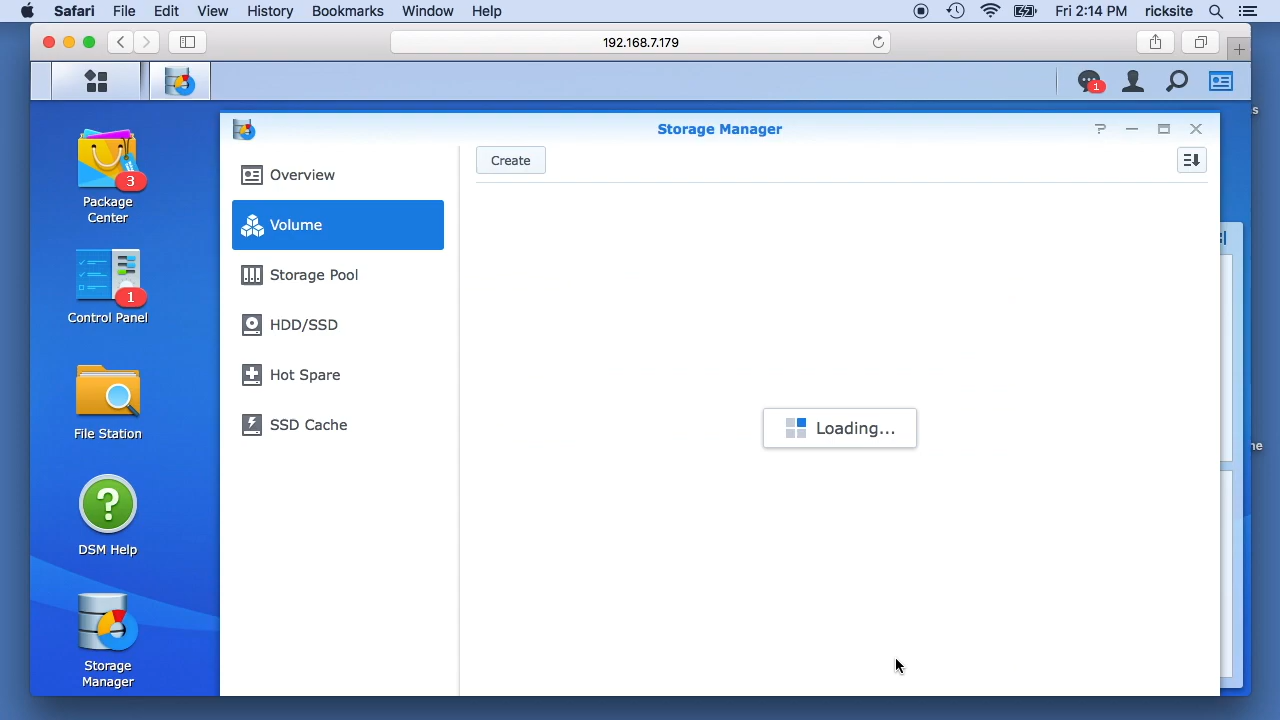 Safari File Edit View History Bookmarks Window Help Fri 2:14 PM ricksite
192.168.7.179
1
Storage Manager
Create
Overview
Volume
Storage Pool
HDD/SSD
Hot Spare
SSD Cache
Loading...
3
Package
Center
1
Control Panel
File Station
DSM Help
Storage
Manager